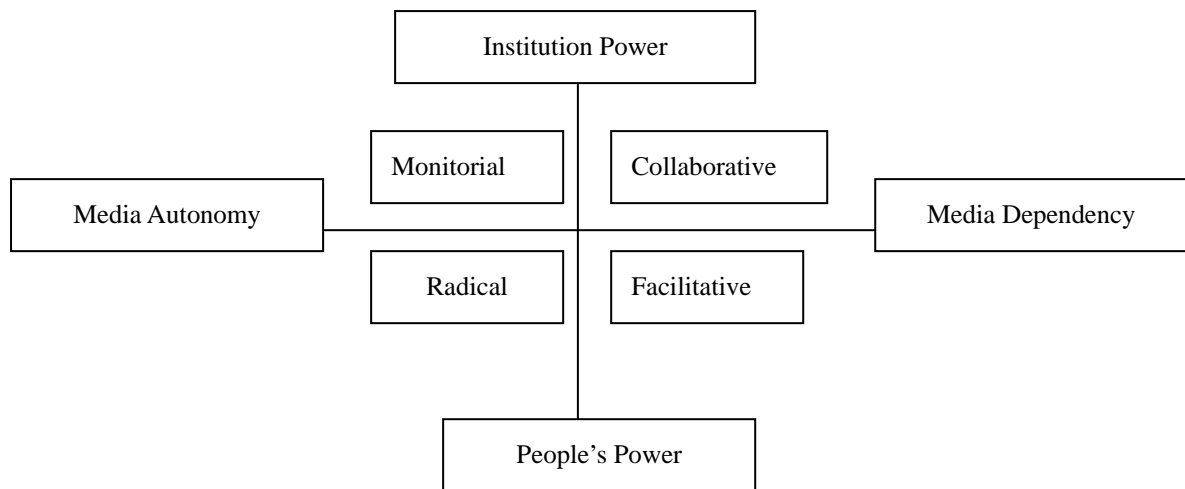 Institution Power
Monitorial
Collaborative
Media Autonomy
Media Dependency
Radical
Facilitative
People’s Power